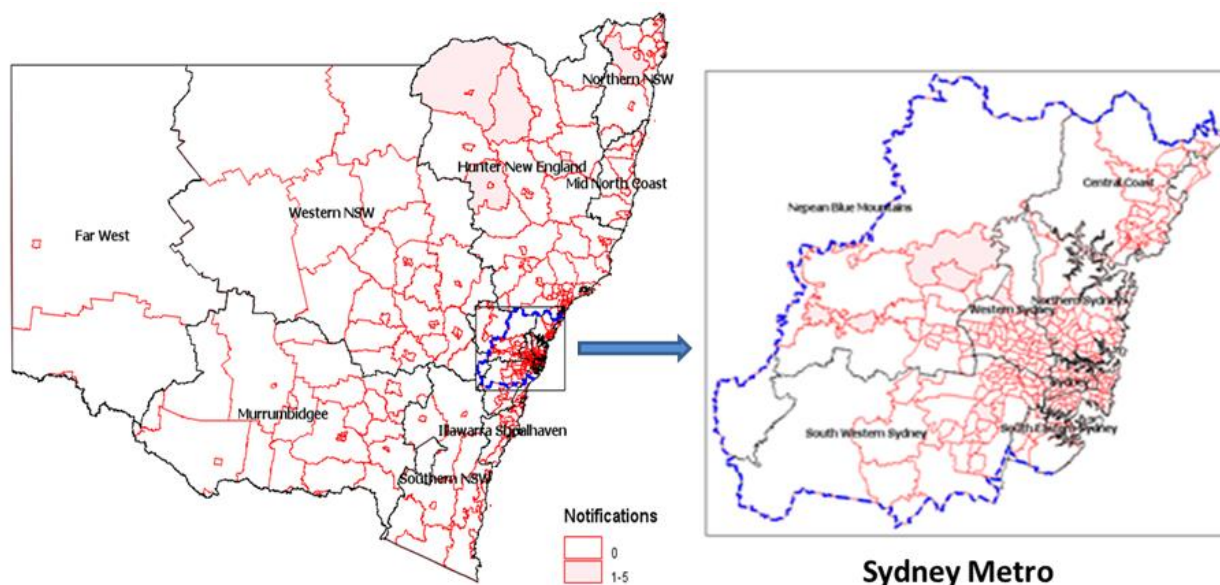 Northern NSW
Hunter New England
Mid North Coast
Western NSW
Far West
Murrumbidgee
Illawarra Shoalhaven
Southern NSW
Notifications
0
1-5
Central Coast
Nepean Blue Mountains
Northern Sydney
Western Sydney
Sydney
South Western Sydney
South Eastern Sydney
Sydney Metro